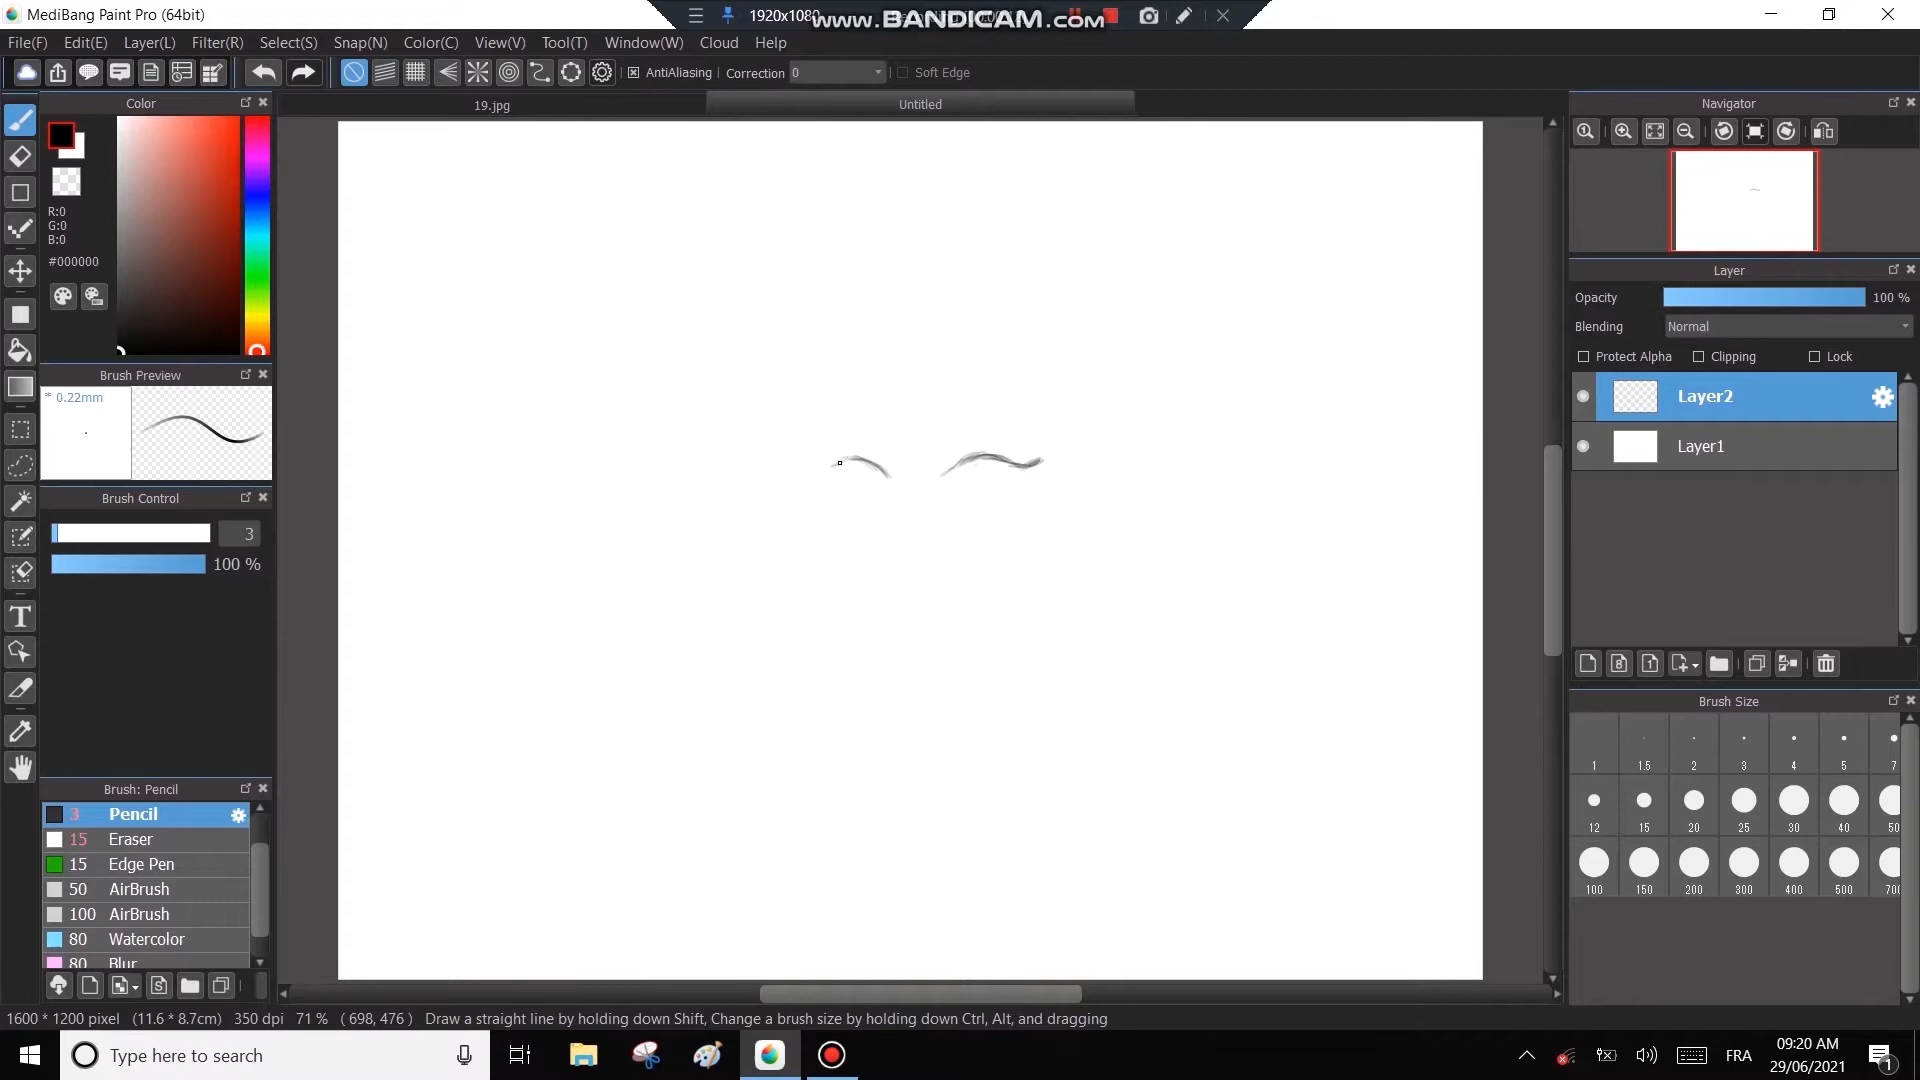 MediBang Paint Pro (64bit)
1920x1080
www.BANDICAM.com
File(F) Edit(E) Layer(L) Filter(R) Select(S) Snap(N) Color(C) View(V) Tool(T) Window(W) Cloud Help
AntiAliasing Correction 0 Soft Edge
Color
19.jpg
Untitled
Navigator
R:0
G:0
B:0
#000000
Layer
Opacity 100 %
Blending Normal
Protect Alpha Clipping Lock
Layer2
Layer1
Brush Preview
* 0.22mm
Brush Control
3
100 %
Brush Size
1 1.5 2 3 4 5 7
12 15 20 25 30 40 50
100 150 200 300 400 500 700
Brush: Pencil
3 Pencil
15 Eraser
15 Edge Pen
50 AirBrush
100 AirBrush
80 Watercolor
80 Blur
1600 * 1200 pixel (11.6 * 8.7cm) 350 dpi 71 % ( 698, 476 ) Draw a straight line by holding down Shift, Change a brush size by holding down Ctrl, Alt, and dragging
Type here to search
FRA
09:20 AM
29/06/2021
1